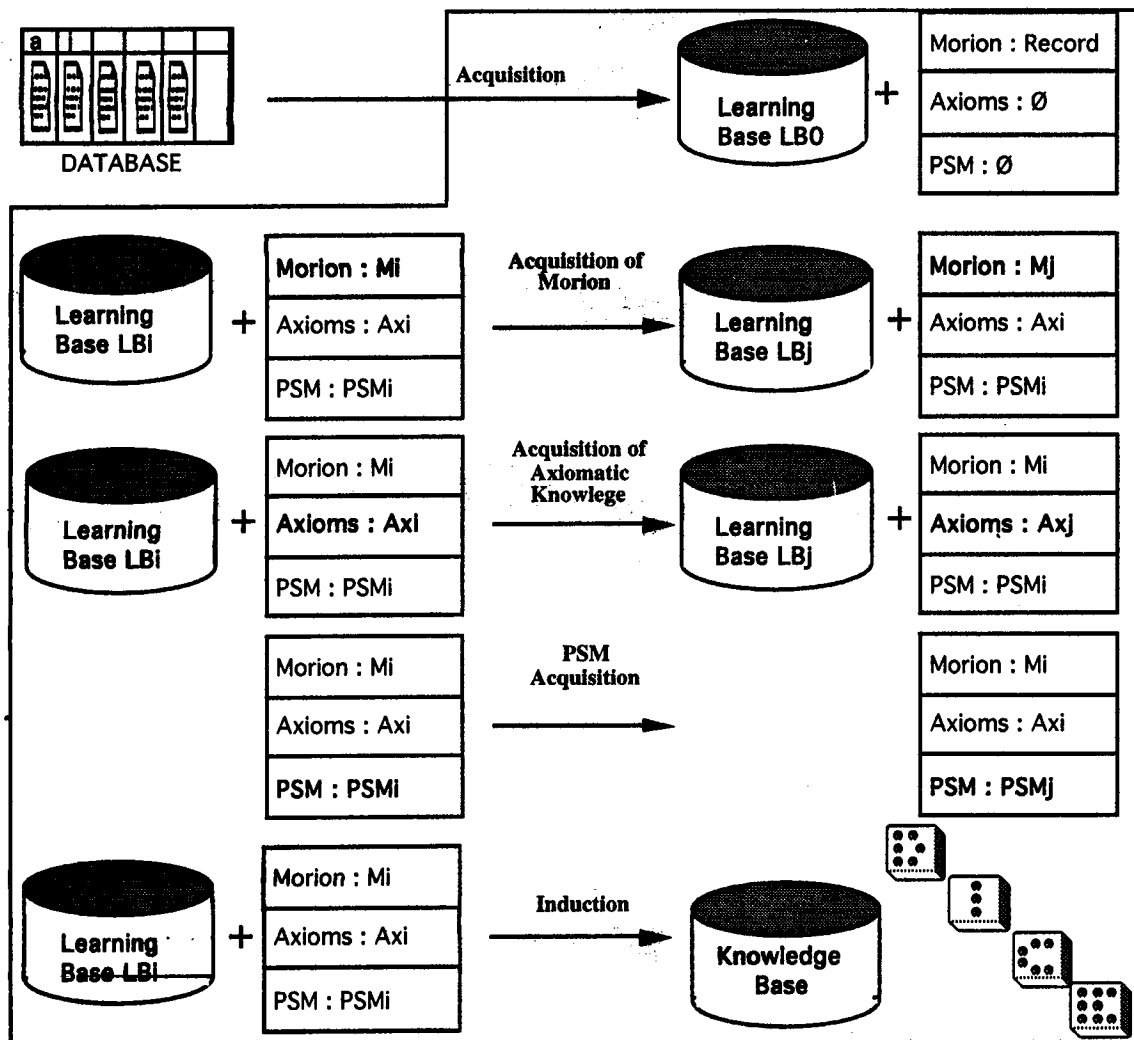 a
DATABASE
Acquisition
Learning
Base LB0
+
Morion : Record
Axioms : Ø
PSM : Ø
Learning
Base LBi
+
Morion : Mi
Axioms : Axi
PSM : PSMi
Acquisition of
Morion
Learning
Base LBj
+
Morion : Mj
Axioms : Axi
PSM : PSMi
Learning
Base LBi
+
Morion : Mi
Axioms : Axi
PSM : PSMi
Acquisition of
Axiomatic
Knowlege
Learning
Base LBj
+
Morion : Mi
Axioms : Axj
PSM : PSMi
Morion : Mi
Axioms : Axi
PSM : PSMi
PSM
Acquisition
Morion : Mi
Axioms : Axi
PSM : PSMj
Learning
Base LBi
+
Morion : Mi
Axioms : Axi
PSM : PSMi
Induction
Knowledge
Base